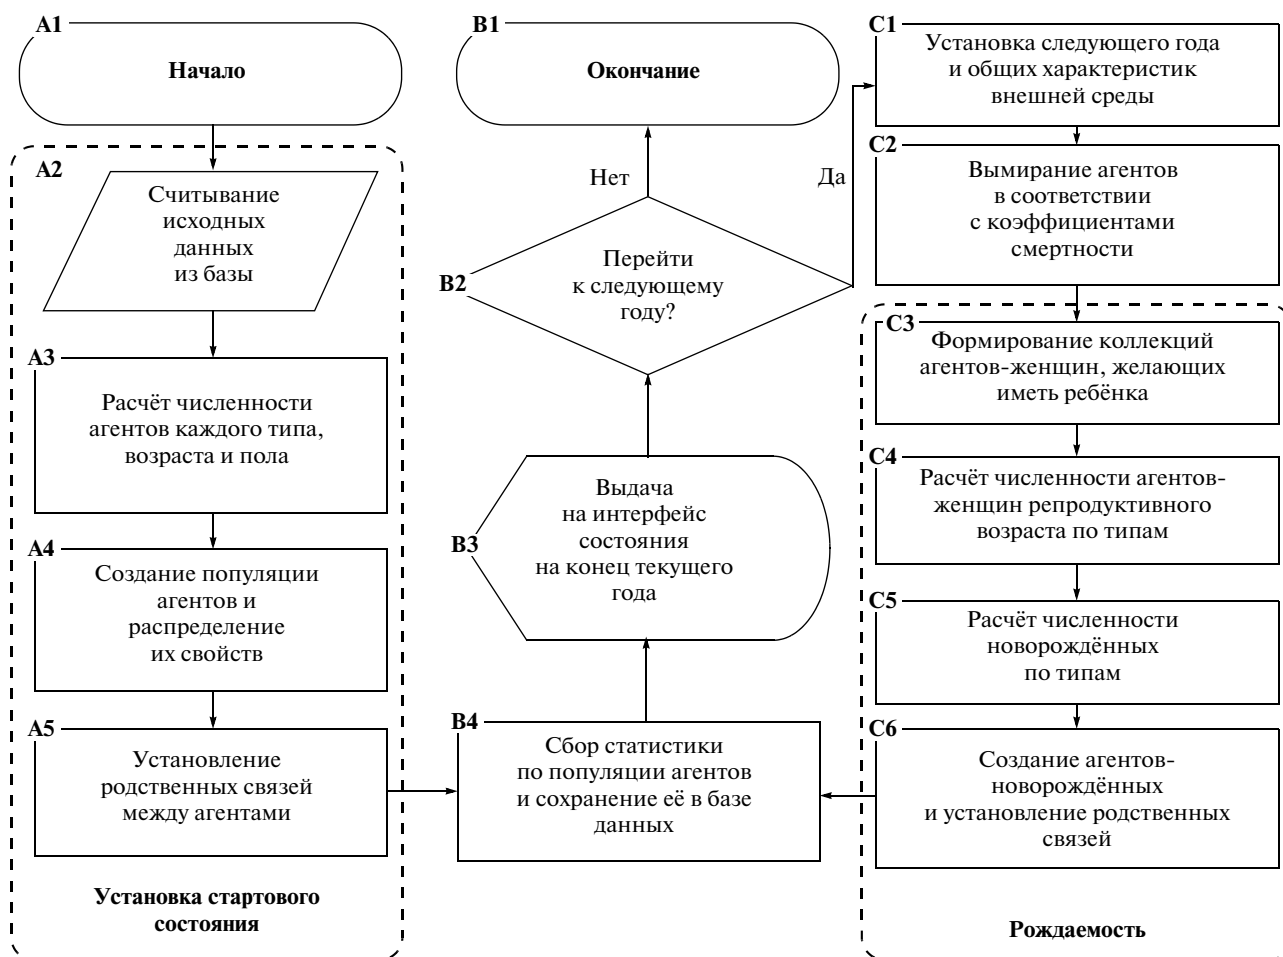 A1
Начало
A2
Считывание
исходных
данных
из базы
A3
Расчёт численности
агентов каждого типа,
возраста и пола
A4
Создание популяции
агентов и
распределение
их свойств
A5
Установление
родственных связей
между агентами
Установка стартового
состояния
B1
Окончание
Нет
Да
B2
Перейти
к следующему
году?
B3
Выдача
на интерфейс
состояния
на конец текущего
года
B4
Сбор статистики
по популяции агентов
и сохранение её в базе
данных
C1
Установка следующего года
и общих характеристик
внешней среды
C2
Вымирание агентов
в соответствии
с коэффициентами
смертности
C3
Формирование коллекций
агентов-женщин, желающих
иметь ребёнка
C4
Расчёт численности агентов-
женщин репродуктивного
возраста по типам
C5
Расчёт численности
новорождённых
по типам
C6
Создание агентов-
новорождённых
и установление родственных
связей
Рождаемость